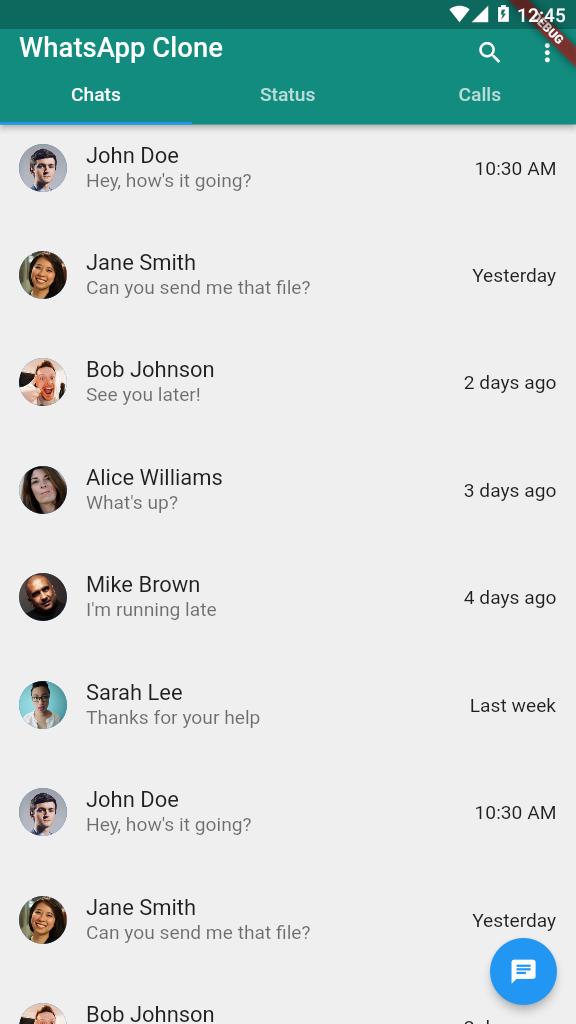 12:45
DEBUG
WhatsApp Clone
Chats Status Calls
John Doe
Hey, how's it going?
10:30 AM
Jane Smith
Can you send me that file?
Yesterday
Bob Johnson
See you later!
2 days ago
Alice Williams
What's up?
3 days ago
Mike Brown
I'm running late
4 days ago
Sarah Lee
Thanks for your help
Last week
John Doe
Hey, how's it going?
10:30 AM
Jane Smith
Can you send me that file?
Yesterday
Bob Johnson